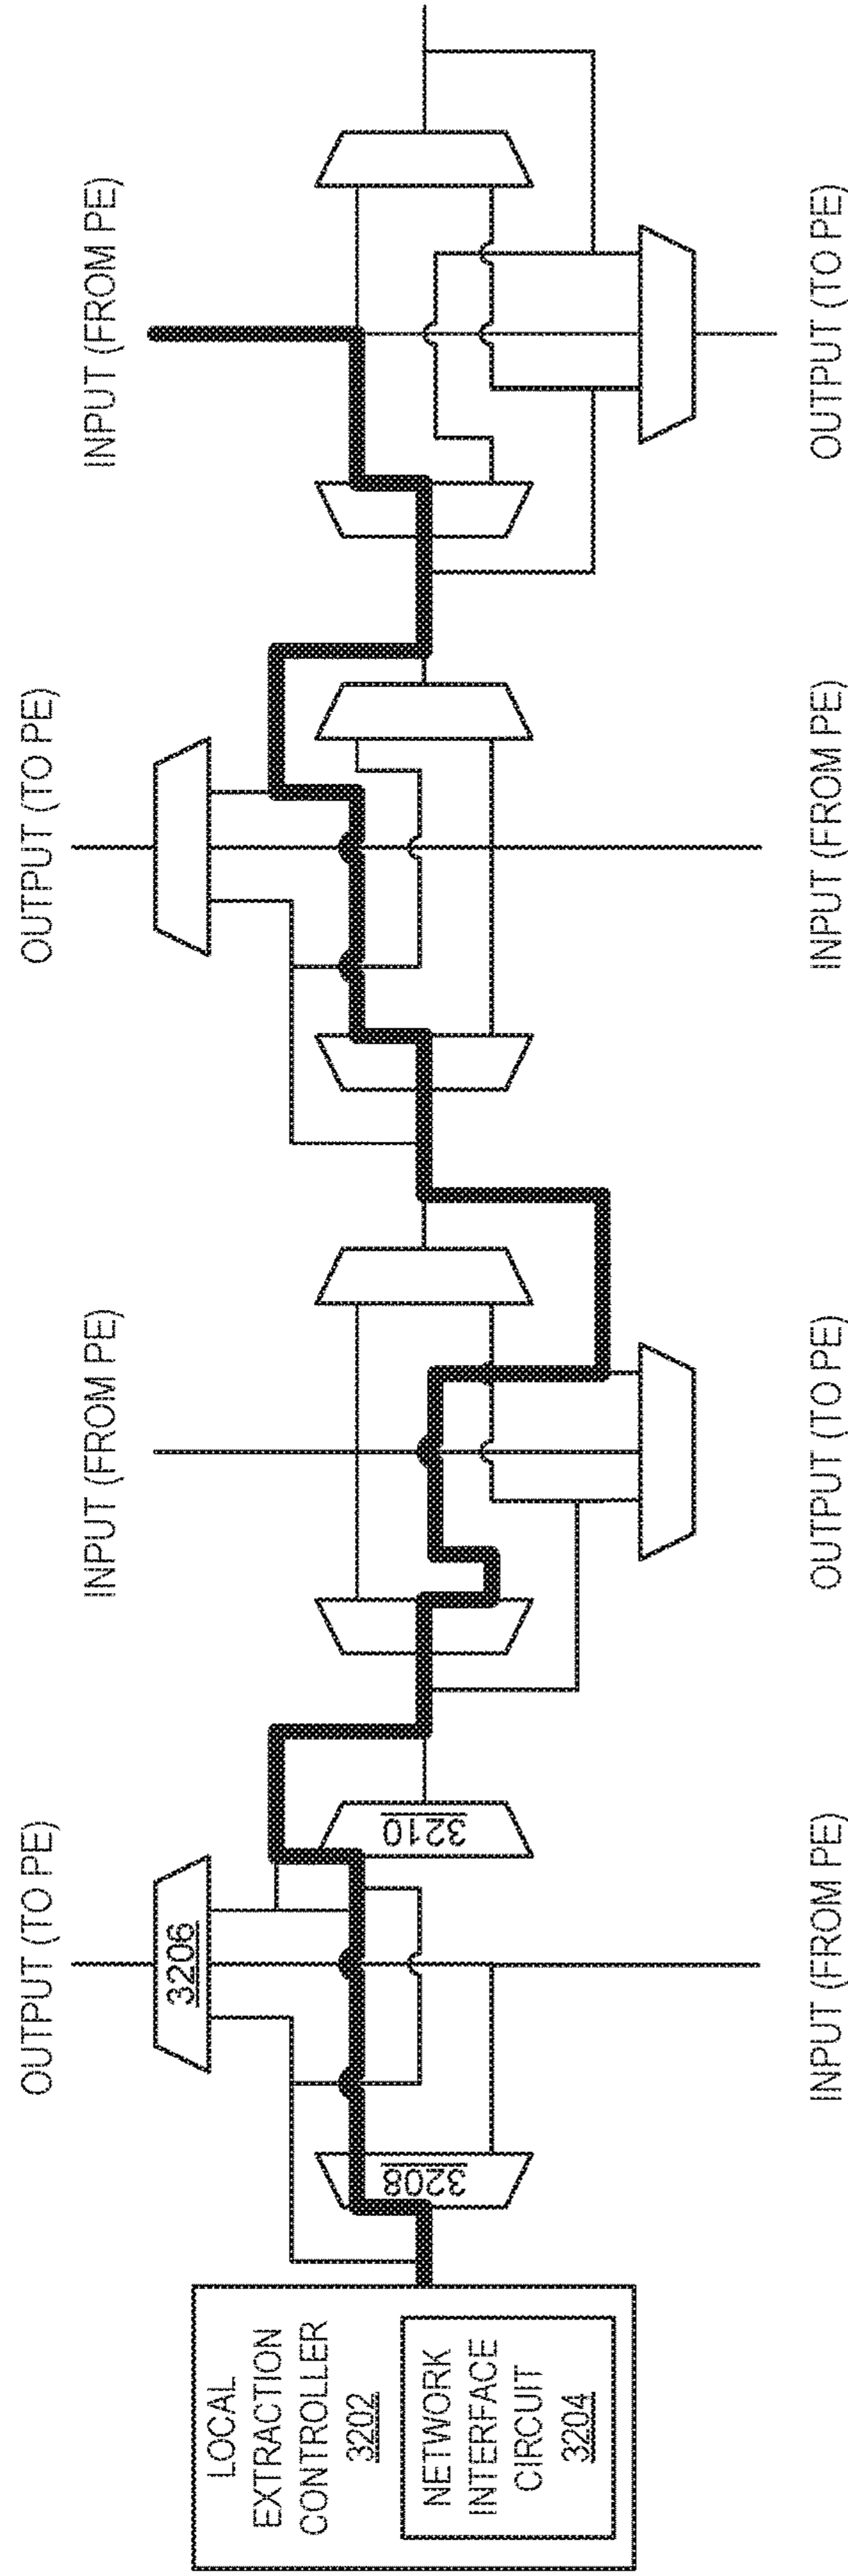 LOCAL
EXTRACTION
CONTROLLER
3202
NETWORK
INTERFACE
CIRCUIT
3204
OUTPUT (TO PE)
3206
3208
3210
INPUT (FROM PE)
INPUT (FROM PE)
OUTPUT (TO PE)
OUTPUT (TO PE)
INPUT (FROM PE)
INPUT (FROM PE)
OUTPUT (TO PE)